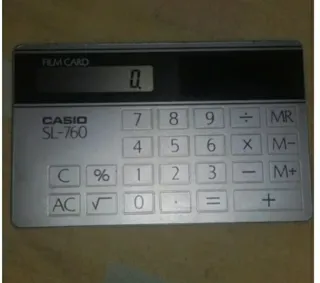 FILM CARD
0.
CASIO
SL-760
7 8 9 ÷ MR
4 5 6 × M−
C % 1 2 3 − M+
AC √ 0 · = +